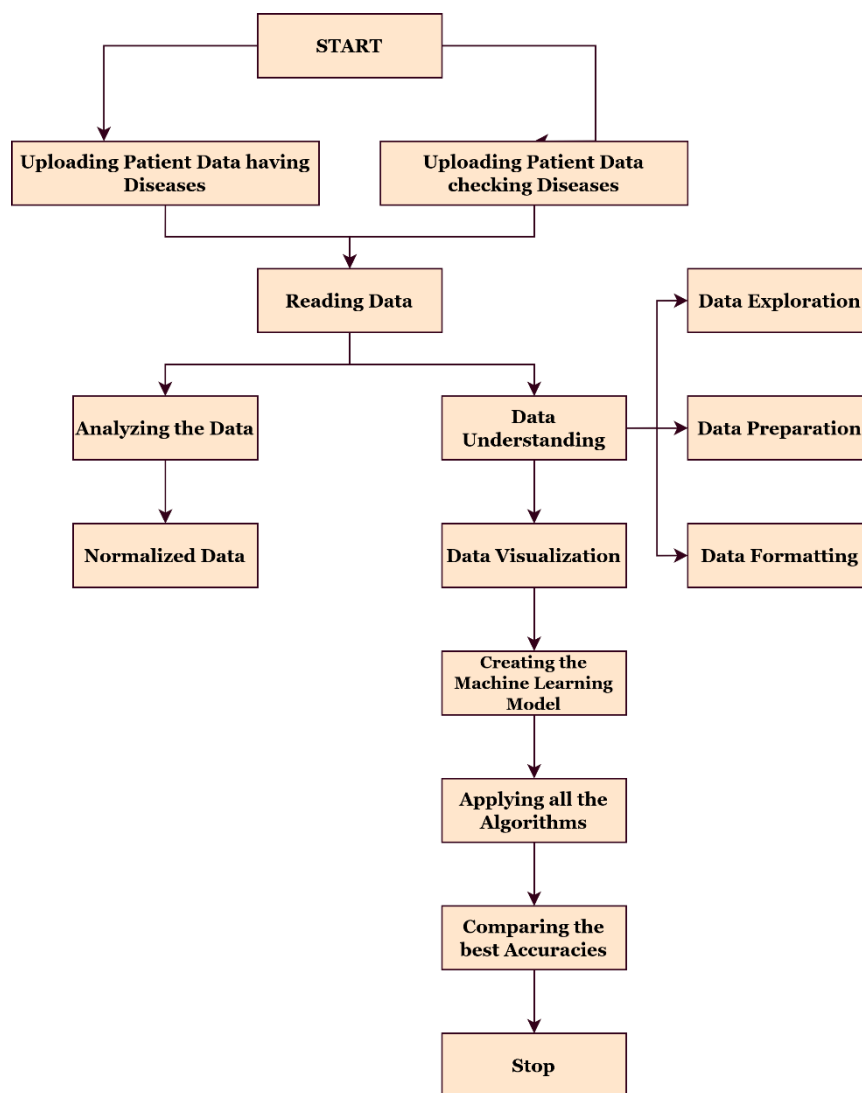 START
Uploading Patient Data having
Diseases
Uploading Patient Data
checking Diseases
Reading Data
Data Exploration
Analyzing the Data
Data
Understanding
Data Preparation
Normalized Data
Data Visualization
Data Formatting
Creating the
Machine Learning
Model
Applying all the
Algorithms
Comparing the
best Accuracies
Stop